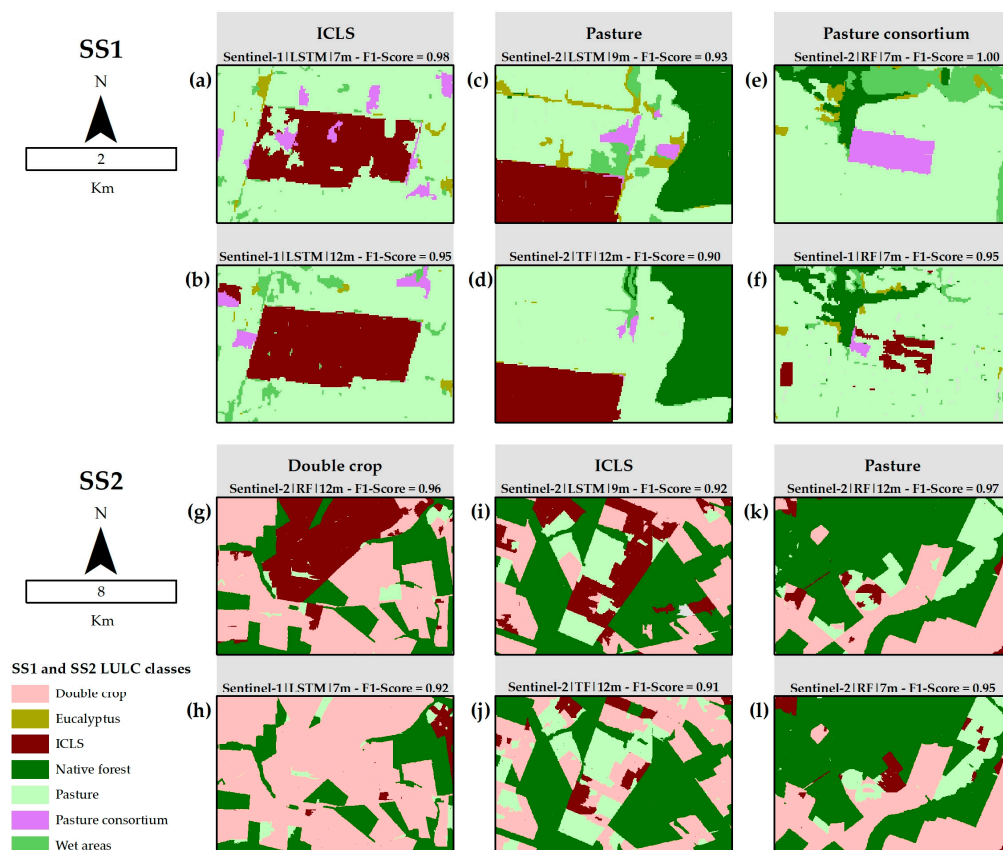 SS1
N
2
Km
ICLS
Pasture
Pasture consortium
Sentinel-1|LSTM|7m - F1-Score = 0.98
Sentinel-2|LSTM|9m - F1-Score = 0.93
Sentinel-2|RF|7m - F1-Score = 1.00
(a)
(c)
(e)
Sentinel-1|LSTM|12m - F1-Score = 0.95
Sentinel-2|TF|12m - F1-Score = 0.90
Sentinel-1|RF|7m - F1-Score = 0.95
(b)
(d)
(f)
SS2
N
8
Km
Double crop
ICLS
Pasture
Sentinel-2|RF|12m - F1-Score = 0.96
Sentinel-2|LSTM|9m - F1-Score = 0.92
Sentinel-2|RF|12m - F1-Score = 0.97
(g)
(i)
(k)
Sentinel-1|LSTM|7m - F1-Score = 0.92
Sentinel-2|TF|12m - F1-Score = 0.91
Sentinel-2|RF|7m - F1-Score = 0.95
(h)
(j)
(l)
SS1 and SS2 LULC classes
Double crop
Eucalyptus
ICLS
Native forest
Pasture
Pasture consortium
Wet areas